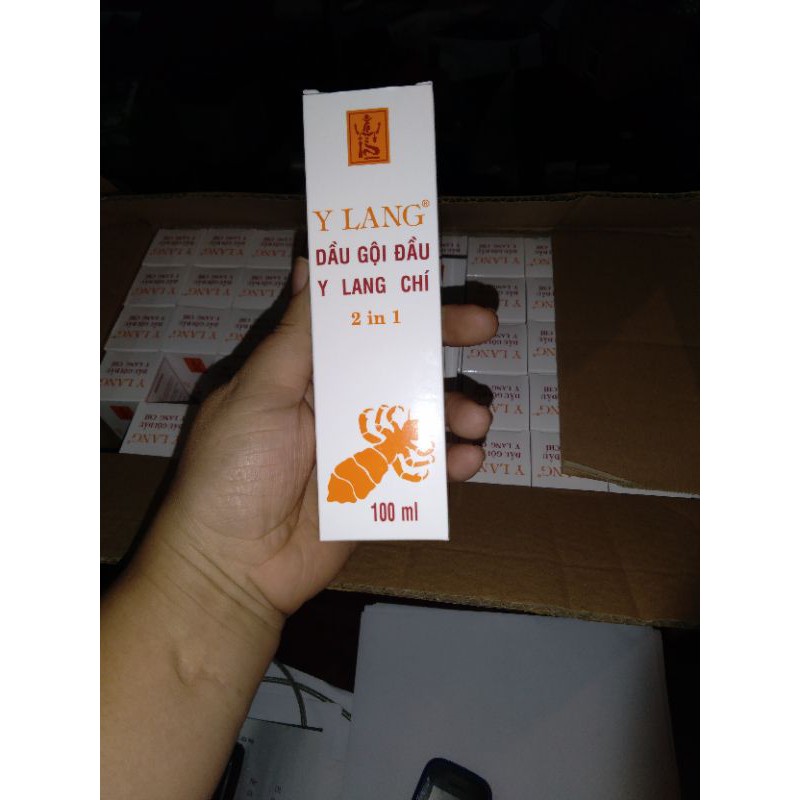 Y LANG®
DẦU GỘI ĐẦU
Y LANG CHÍ
2 in 1
100 ml